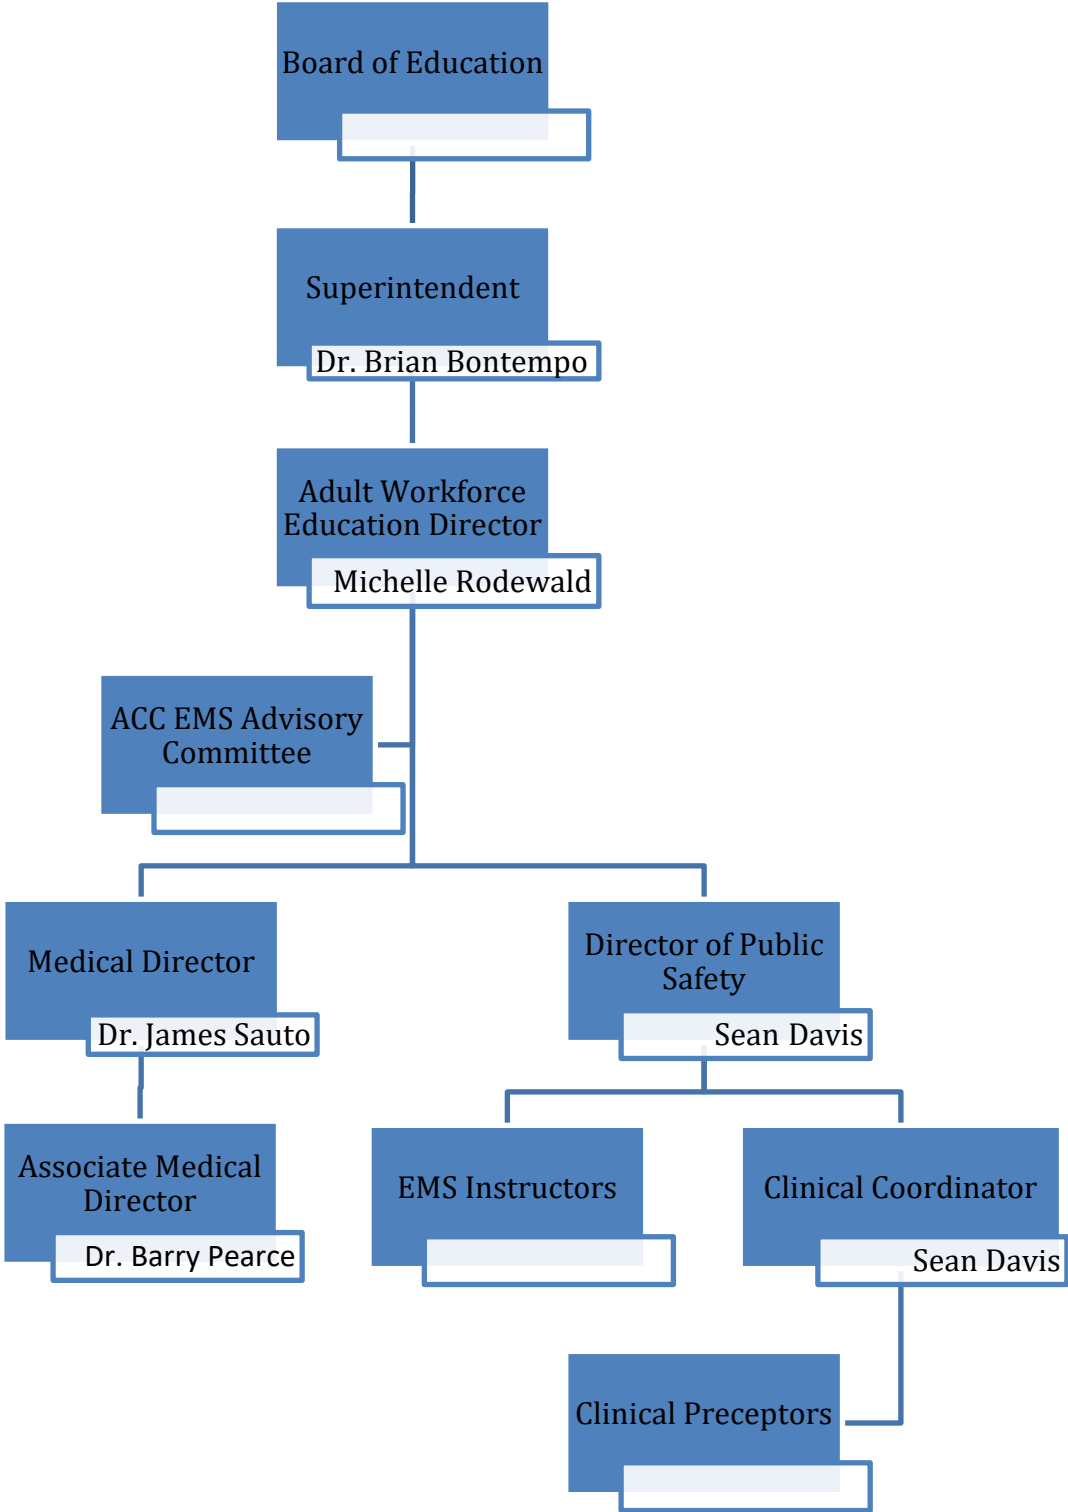 Board of Education
Superintendent
Dr. Brian Bontempo
Adult Workforce
Education Director
Michelle Rodewald
ACC EMS Advisory
Committee
Medical Director
Dr. James Sauto
Director of Public
Safety
Sean Davis
Associate Medical
Director
Dr. Barry Pearce
EMS Instructors
Clinical Coordinator
Sean Davis
Clinical Preceptors